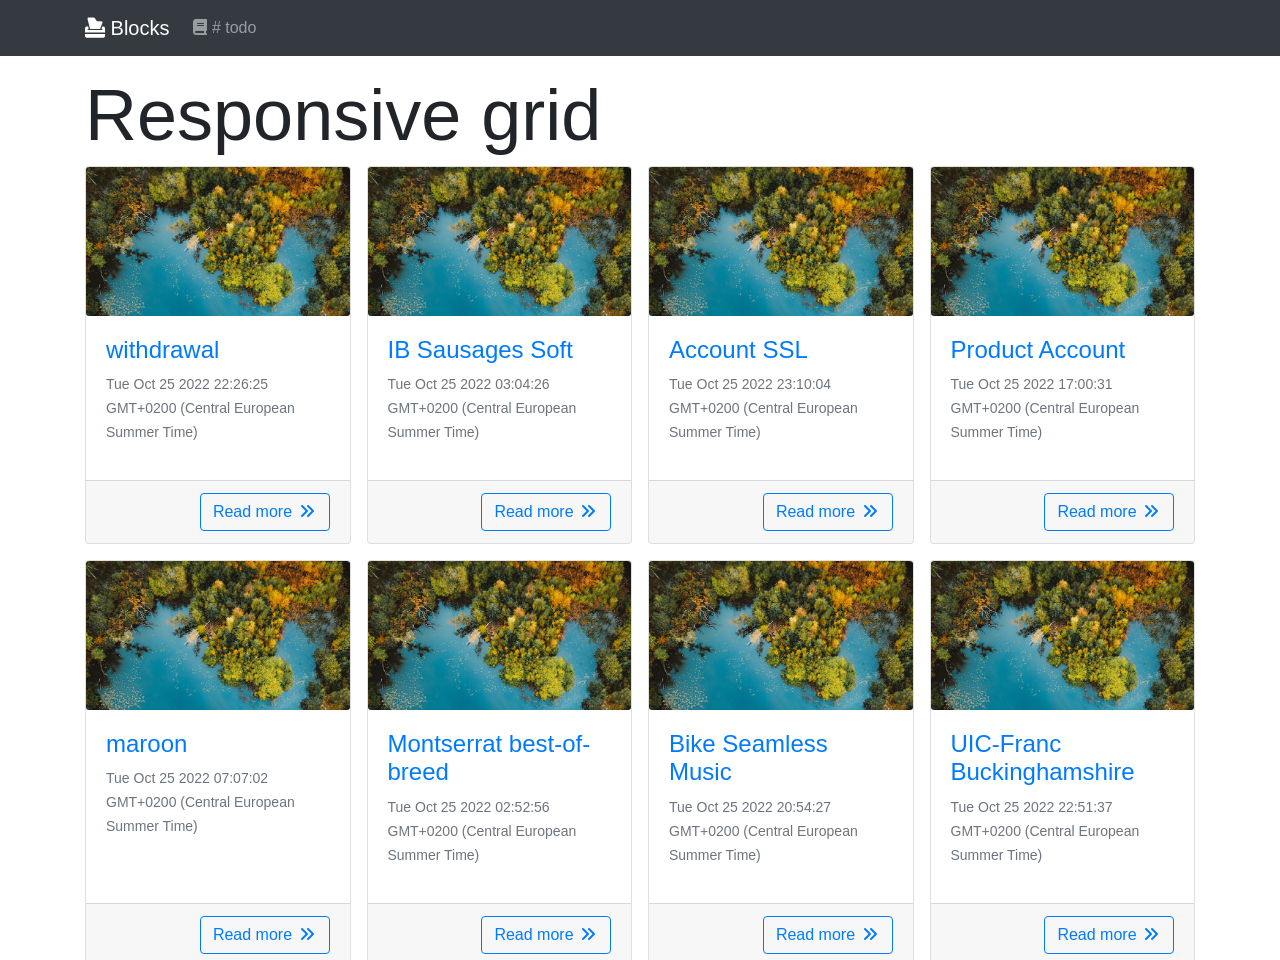 Blocks # todo
Responsive grid
withdrawal
Tue Oct 25 2022 22:26:25
GMT+0200 (Central European
Summer Time)
Read more
IB Sausages Soft
Tue Oct 25 2022 03:04:26
GMT+0200 (Central European
Summer Time)
Read more
Account SSL
Tue Oct 25 2022 23:10:04
GMT+0200 (Central European
Summer Time)
Read more
Product Account
Tue Oct 25 2022 17:00:31
GMT+0200 (Central European
Summer Time)
Read more
maroon
Tue Oct 25 2022 07:07:02
GMT+0200 (Central European
Summer Time)
Read more
Montserrat best-of-
breed
Tue Oct 25 2022 02:52:56
GMT+0200 (Central European
Summer Time)
Read more
Bike Seamless
Music
Tue Oct 25 2022 20:54:27
GMT+0200 (Central European
Summer Time)
Read more
UIC-Franc
Buckinghamshire
Tue Oct 25 2022 22:51:37
GMT+0200 (Central European
Summer Time)
Read more